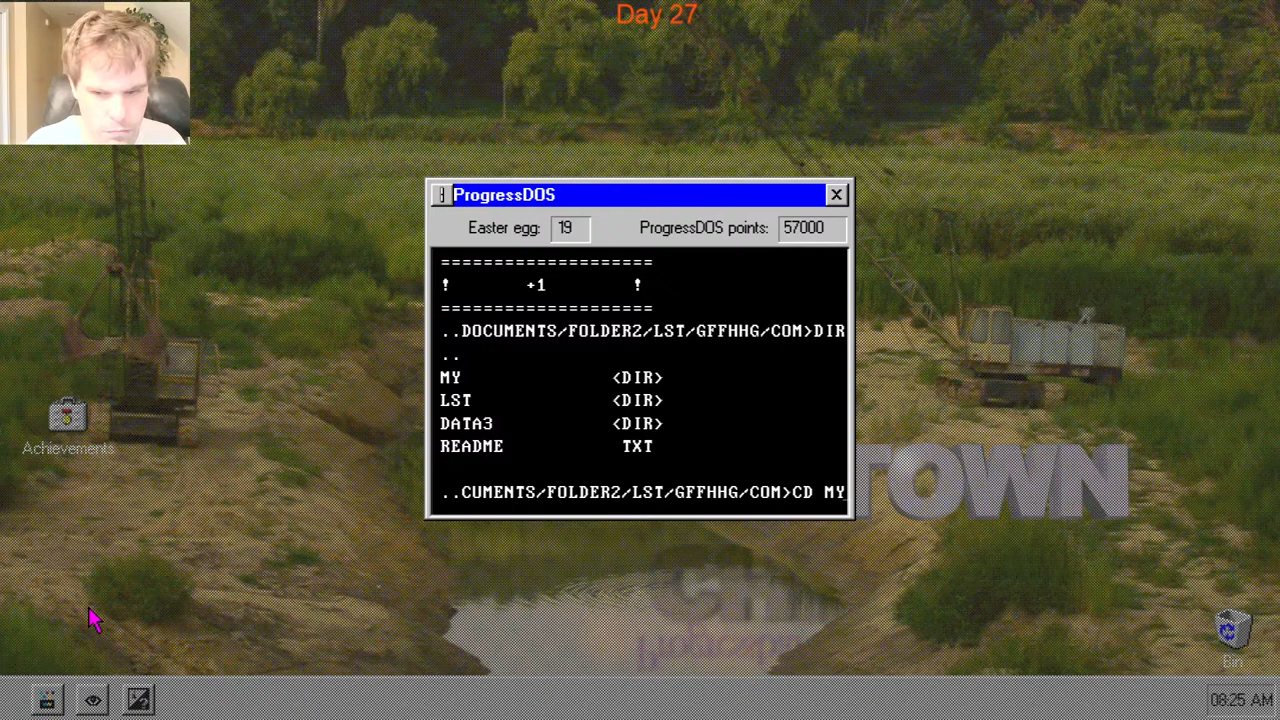 Day 27
ProgressDOS
Easter egg: 19 ProgressDOS points: 57000
====================
! +1 !
====================
..DOCUMENTS/FOLDER2/LST/GFFHHG/COM>DIR
..
MY <DIR>
LST <DIR>
DATA3 <DIR>
README TXT
..CUMENTS/FOLDER2/LST/GFFHHG/COM>CD MY_
TOWN
Achievements
Bin
08:25 AM